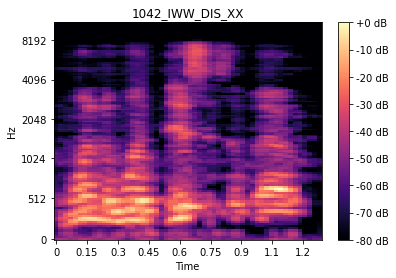 1042_IWW_DIS_XX
8192
4096
2048
1024
512
0
Hz
0 0.15 0.3 0.45 0.6 0.75 0.9 1.1 1.2
Time
+0 dB
-10 dB
-20 dB
-30 dB
-40 dB
-50 dB
-60 dB
-70 dB
-80 dB